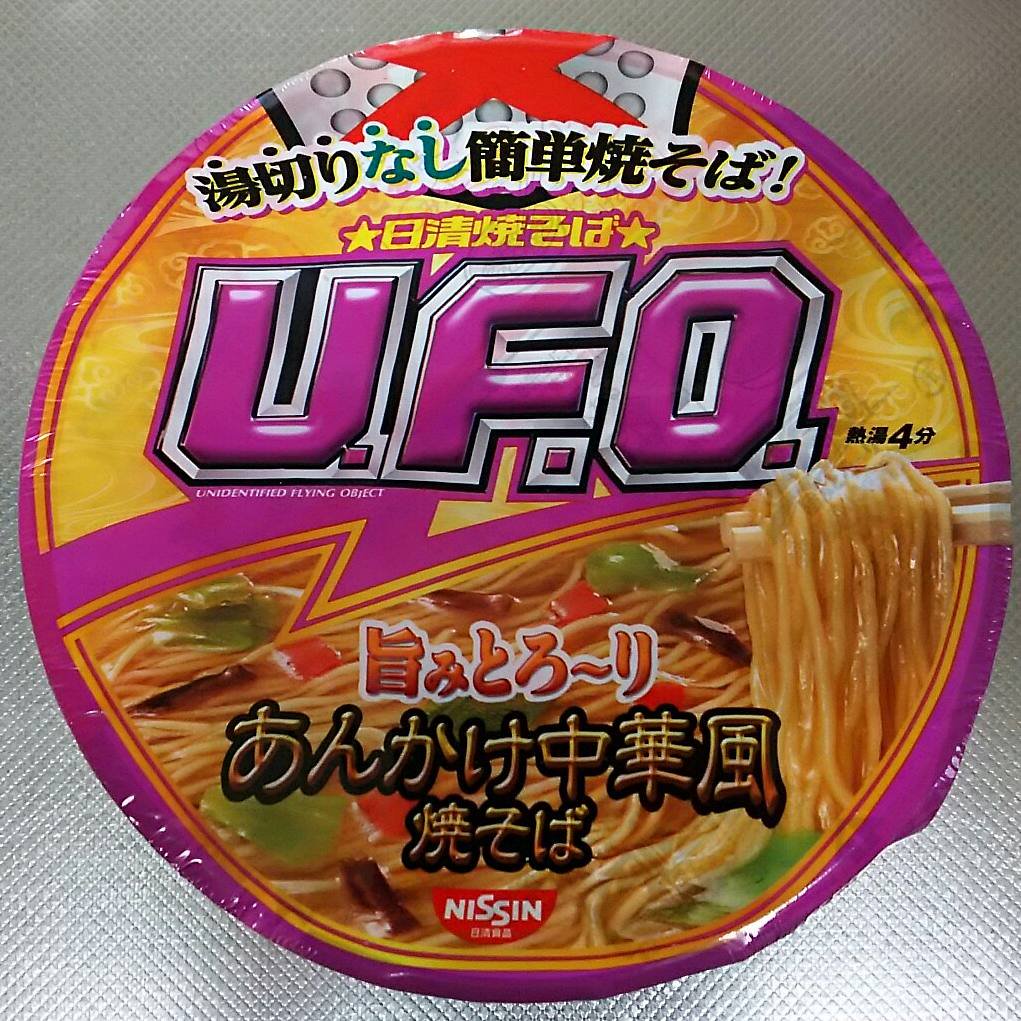 湯切りなし簡単焼そば!
★日清焼そば★
U.F.O.
熱湯4分
UNIDENTIFIED FLYING OBJECT
旨みとろ～り
あんかけ中華風
焼そば
NISSIN
日清食品